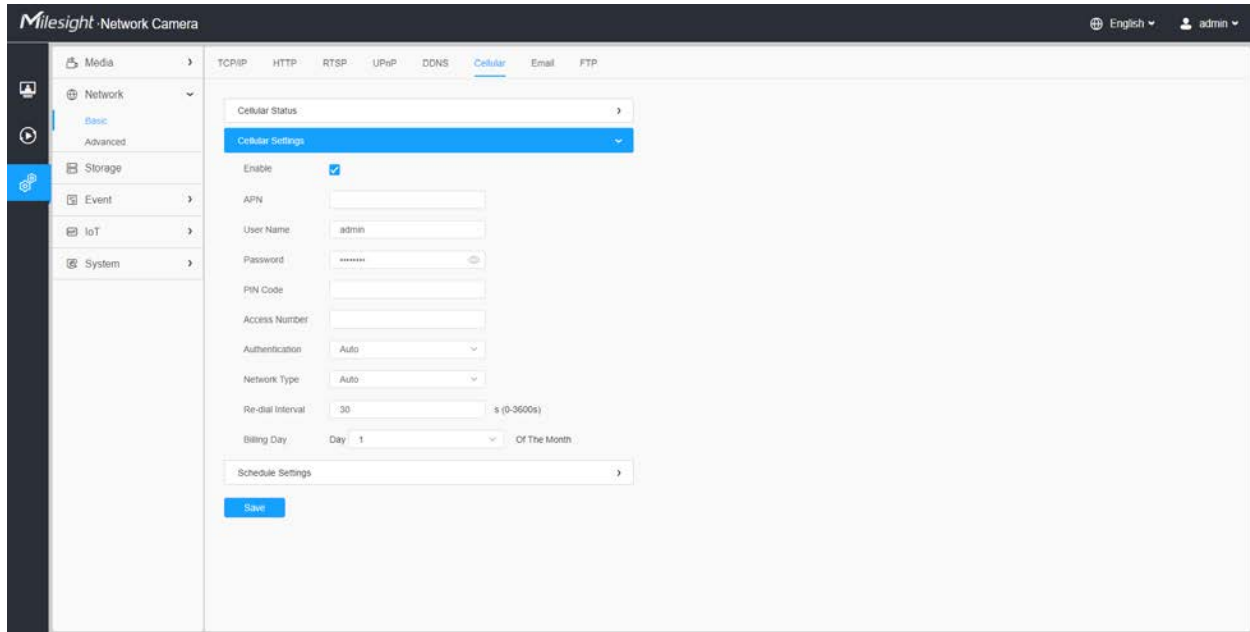 Milesight · Network Camera
English
admin
Media
Network
Basic
Advanced
Storage
Event
IoT
System
TCP/IP HTTP RTSP UPnP DDNS Cellular Email FTP
Cellular Status
Cellular Settings
Enable
APN
User Name admin
Password ••••••••
PIN Code
Access Number
Authentication Auto
Network Type Auto
Re-dial Interval 30 s (0-3600s)
Billing Day Day 1 Of The Month
Schedule Settings
Save